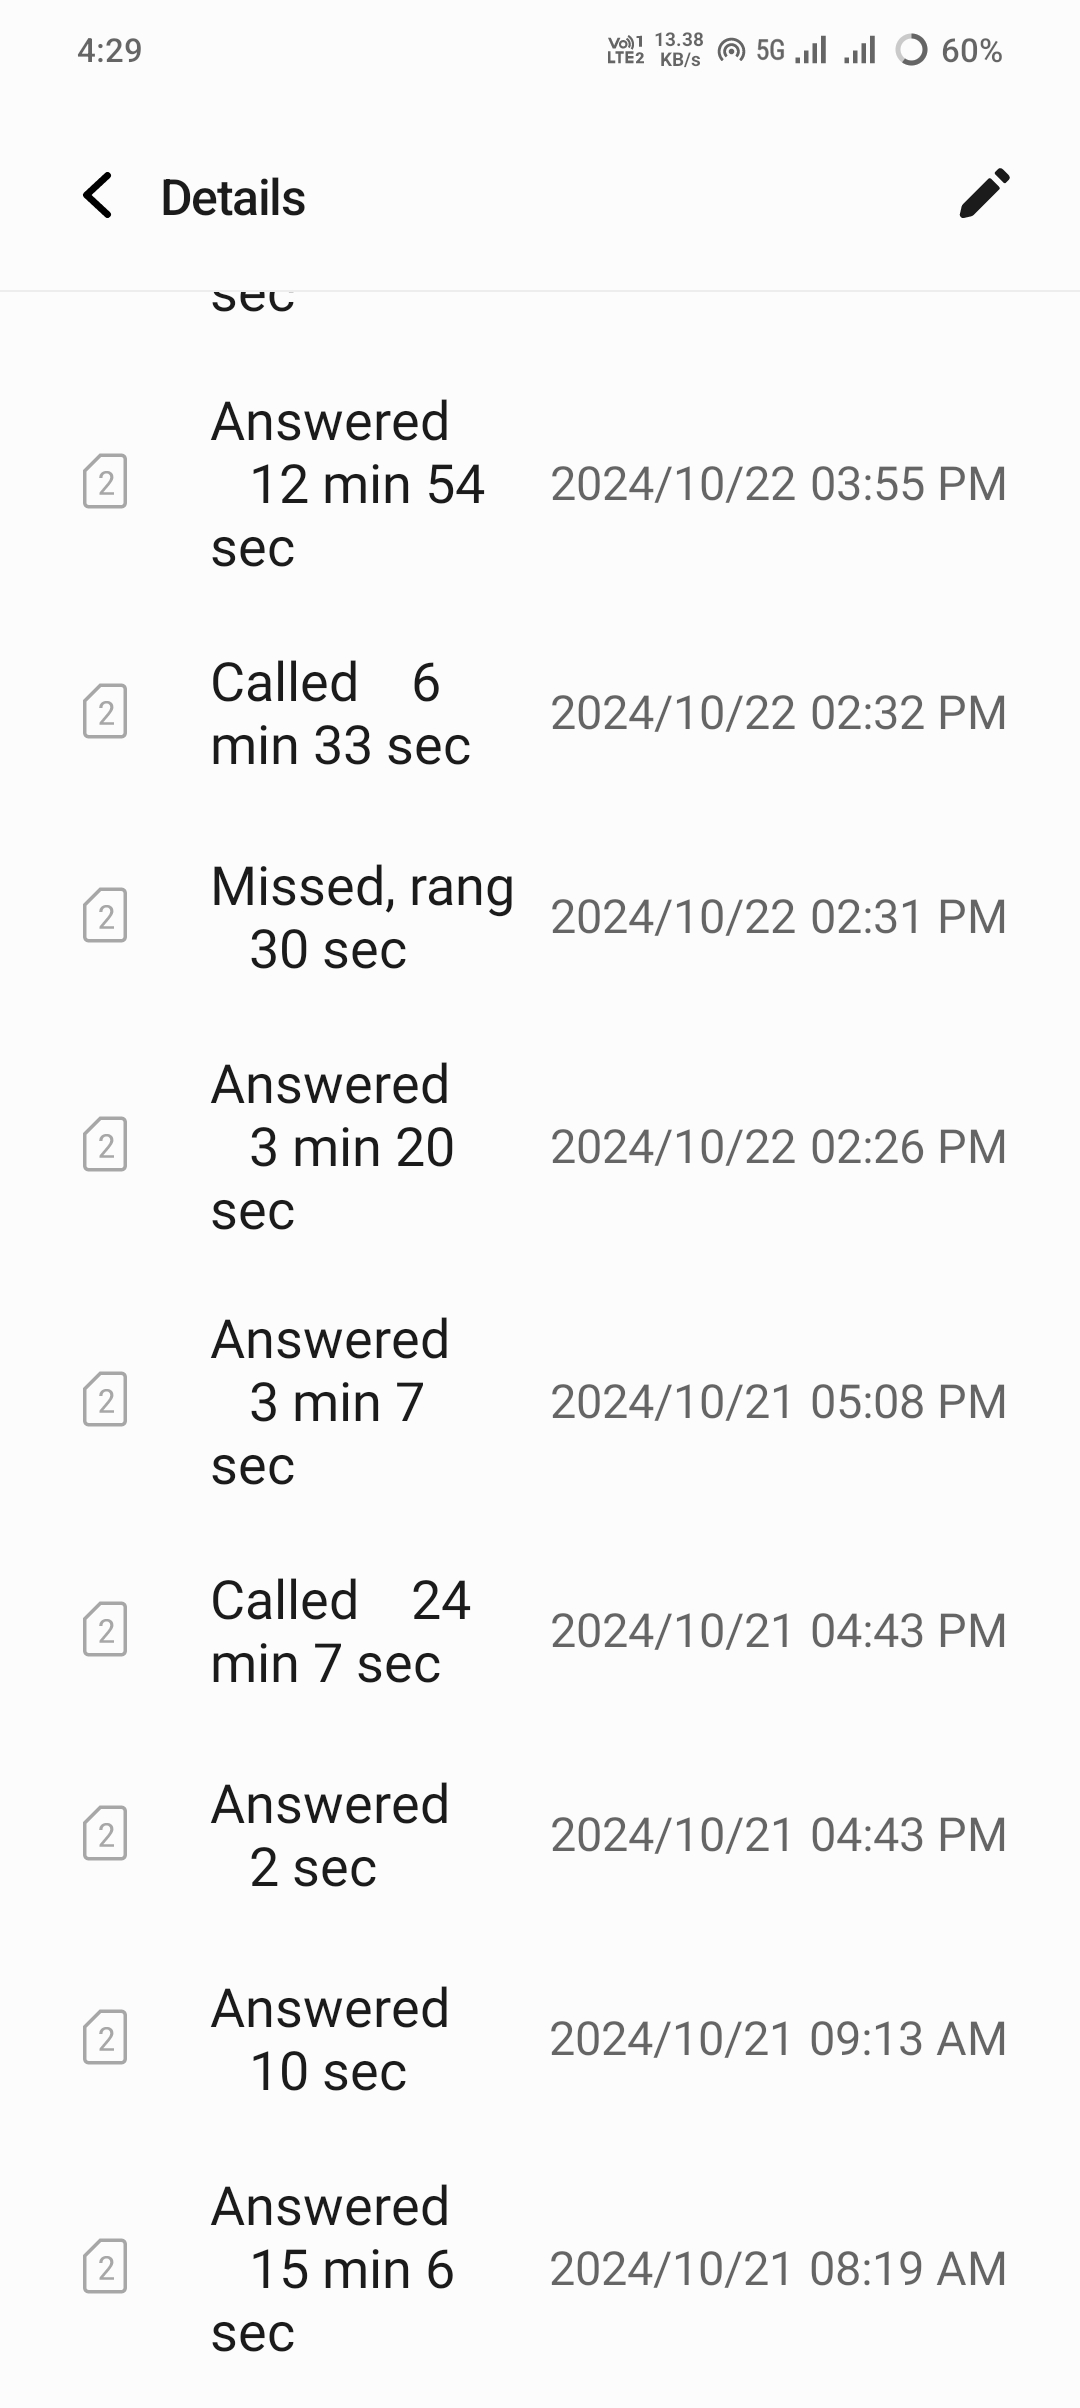 4:29 Vo)) 1 LTE2 13.38 KB/s 5G 60%
Details
sec
Answered
2 12 min 54 2024/10/22 03:55 PM
sec
Called 6
2 2024/10/22 02:32 PM
min 33 sec
Missed, rang
2 2024/10/22 02:31 PM
30 sec
Answered
2 3 min 20 2024/10/22 02:26 PM
sec
Answered
2 3 min 7 2024/10/21 05:08 PM
sec
Called 24
2 2024/10/21 04:43 PM
min 7 sec
Answered
2 2024/10/21 04:43 PM
2 sec
Answered
2 2024/10/21 09:13 AM
10 sec
Answered
2 15 min 6 2024/10/21 08:19 AM
sec